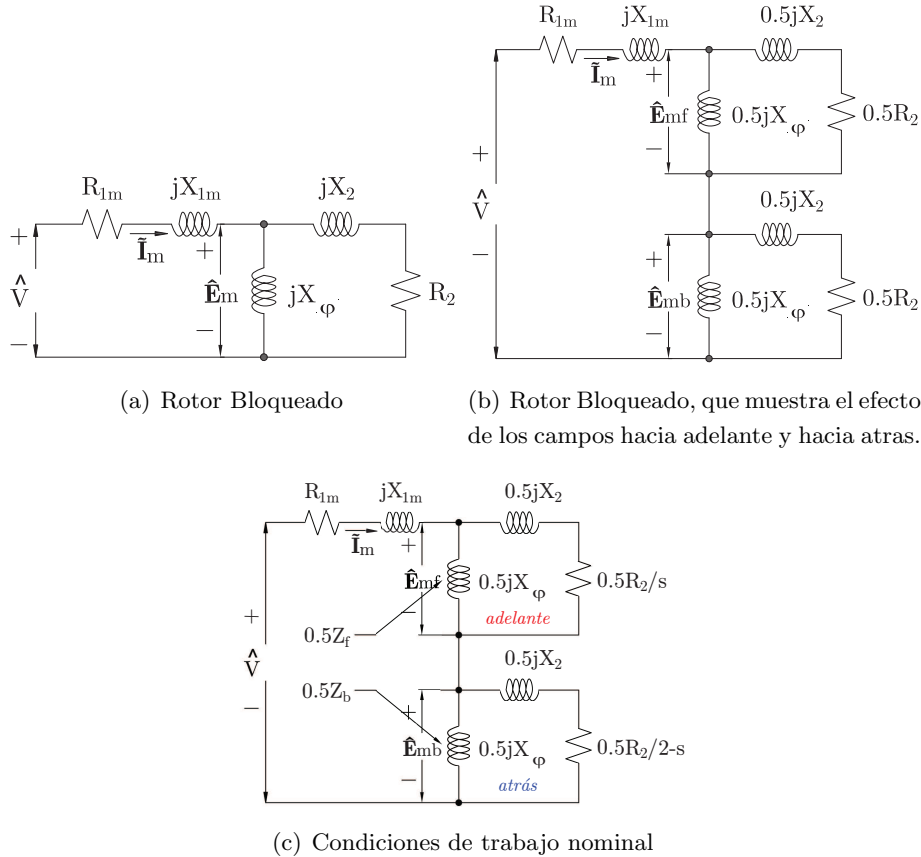 R1m
jX1m
jX2
+
V̂
−
Ĩm
+
Êm
−
jXφ
R2
(a) Rotor Bloqueado
R1m
jX1m
0.5jX2
Ĩm
+
Êmf
−
0.5jXφ
0.5R2
+
V̂
−
0.5jX2
+
Êmb
−
0.5jXφ
0.5R2
(b) Rotor Bloqueado, que muestra el efecto
de los campos hacia adelante y hacia atras.
R1m
jX1m
0.5jX2
Ĩm
+
Êmf
−
0.5jXφ
0.5R2/s
adelante
+
V̂
−
0.5Zf
0.5jX2
0.5Zb
+
Êmb
−
0.5jXφ
0.5R2/2-s
atrás
(c) Condiciones de trabajo nominal